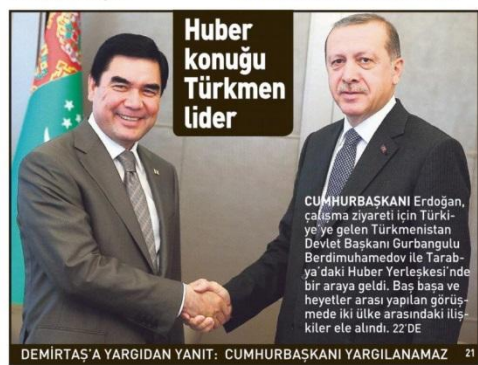 Huber
konuğu
Türkmen
lider
CUMHURBAŞKANI Erdoğan,
çalışma ziyareti için Türki-
ye'ye gelen Türkmenistan
Devlet Başkanı Gurbangulu
Berdimuhamedov ile Tarab-
ya'daki Huber Yerleşkesi'nde
bir araya geldi. Baş başa ve
heyetler arası yapılan görüş-
mede iki ülke arasındaki iliş-
kiler ele alındı. 22'DE
DEMİRTAŞ'A YARGIDAN YANIT: CUMHURBAŞKANI YARGILANAMAZ 21